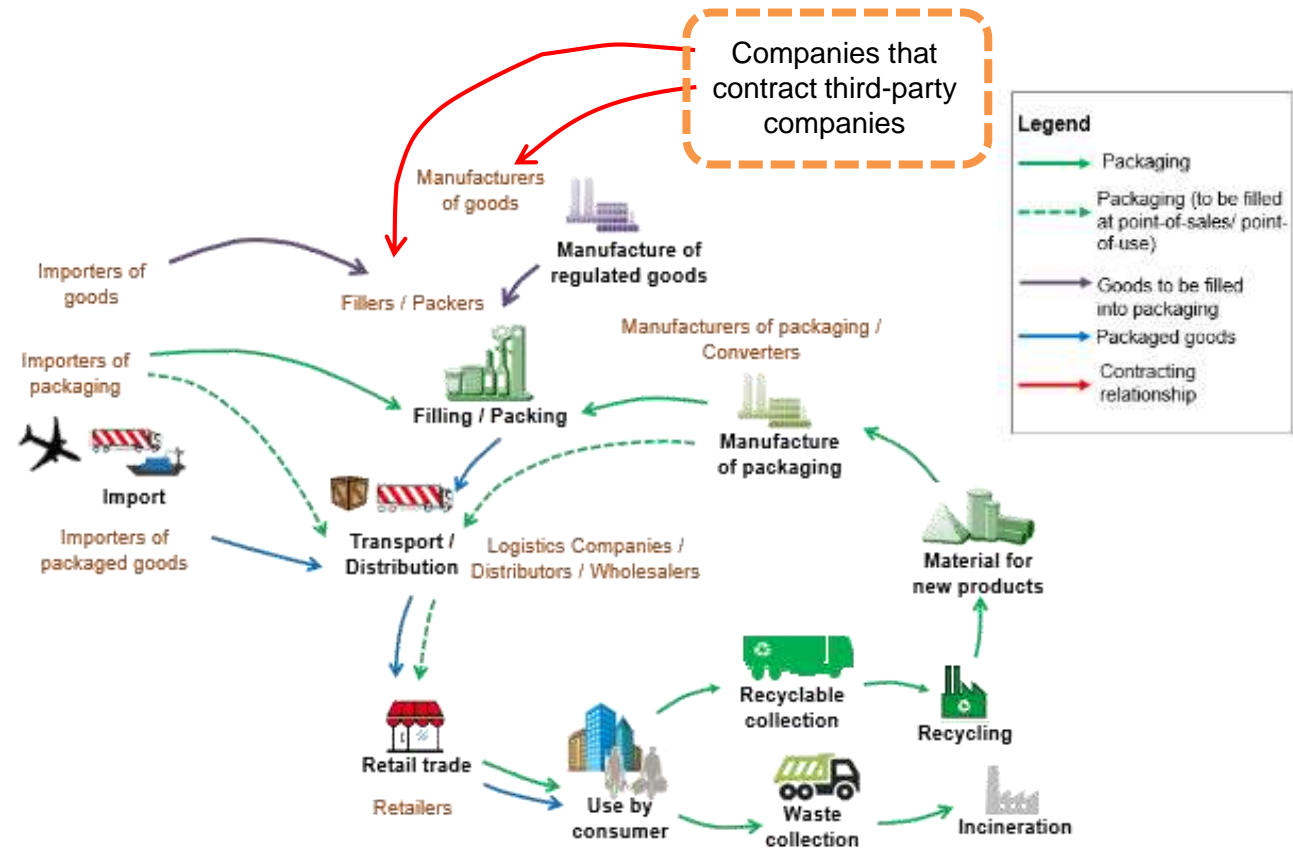 Companies that
contract third-party
companies
Legend
Packaging
Packaging (to be filled
at point-of-sales/ point-
of-use)
Goods to be filled
into packaging
Packaged goods
Contracting
relationship
Manufacturers
of goods
Manufacture of
regulated goods
Importers of
goods
Fillers / Packers
Manufacturers of packaging /
Converters
Importers of
packaging
Filling / Packing
Manufacture
of packaging
Import
Importers of
packaged goods
Transport /
Distribution
Logistics Companies /
Distributors / Wholesalers
Material for
new products
Recyclable
collection
Recycling
Retail trade
Retailers
Use by
consumer
Waste
collection
Incineration